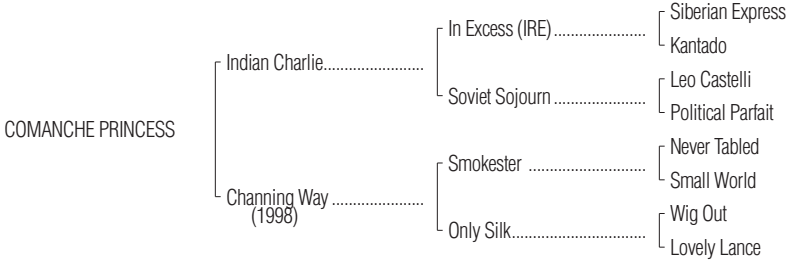 Siberian Express
In Excess (IRE)......................
Kantado
Indian Charlie........................
Leo Castelli
Soviet Sojourn ......................
Political Parfait
COMANCHE PRINCESS
Never Tabled
Smokester ............................
Small World
Channing Way ......................
(1998)
Wig Out
Only Silk................................
Lovely Lance